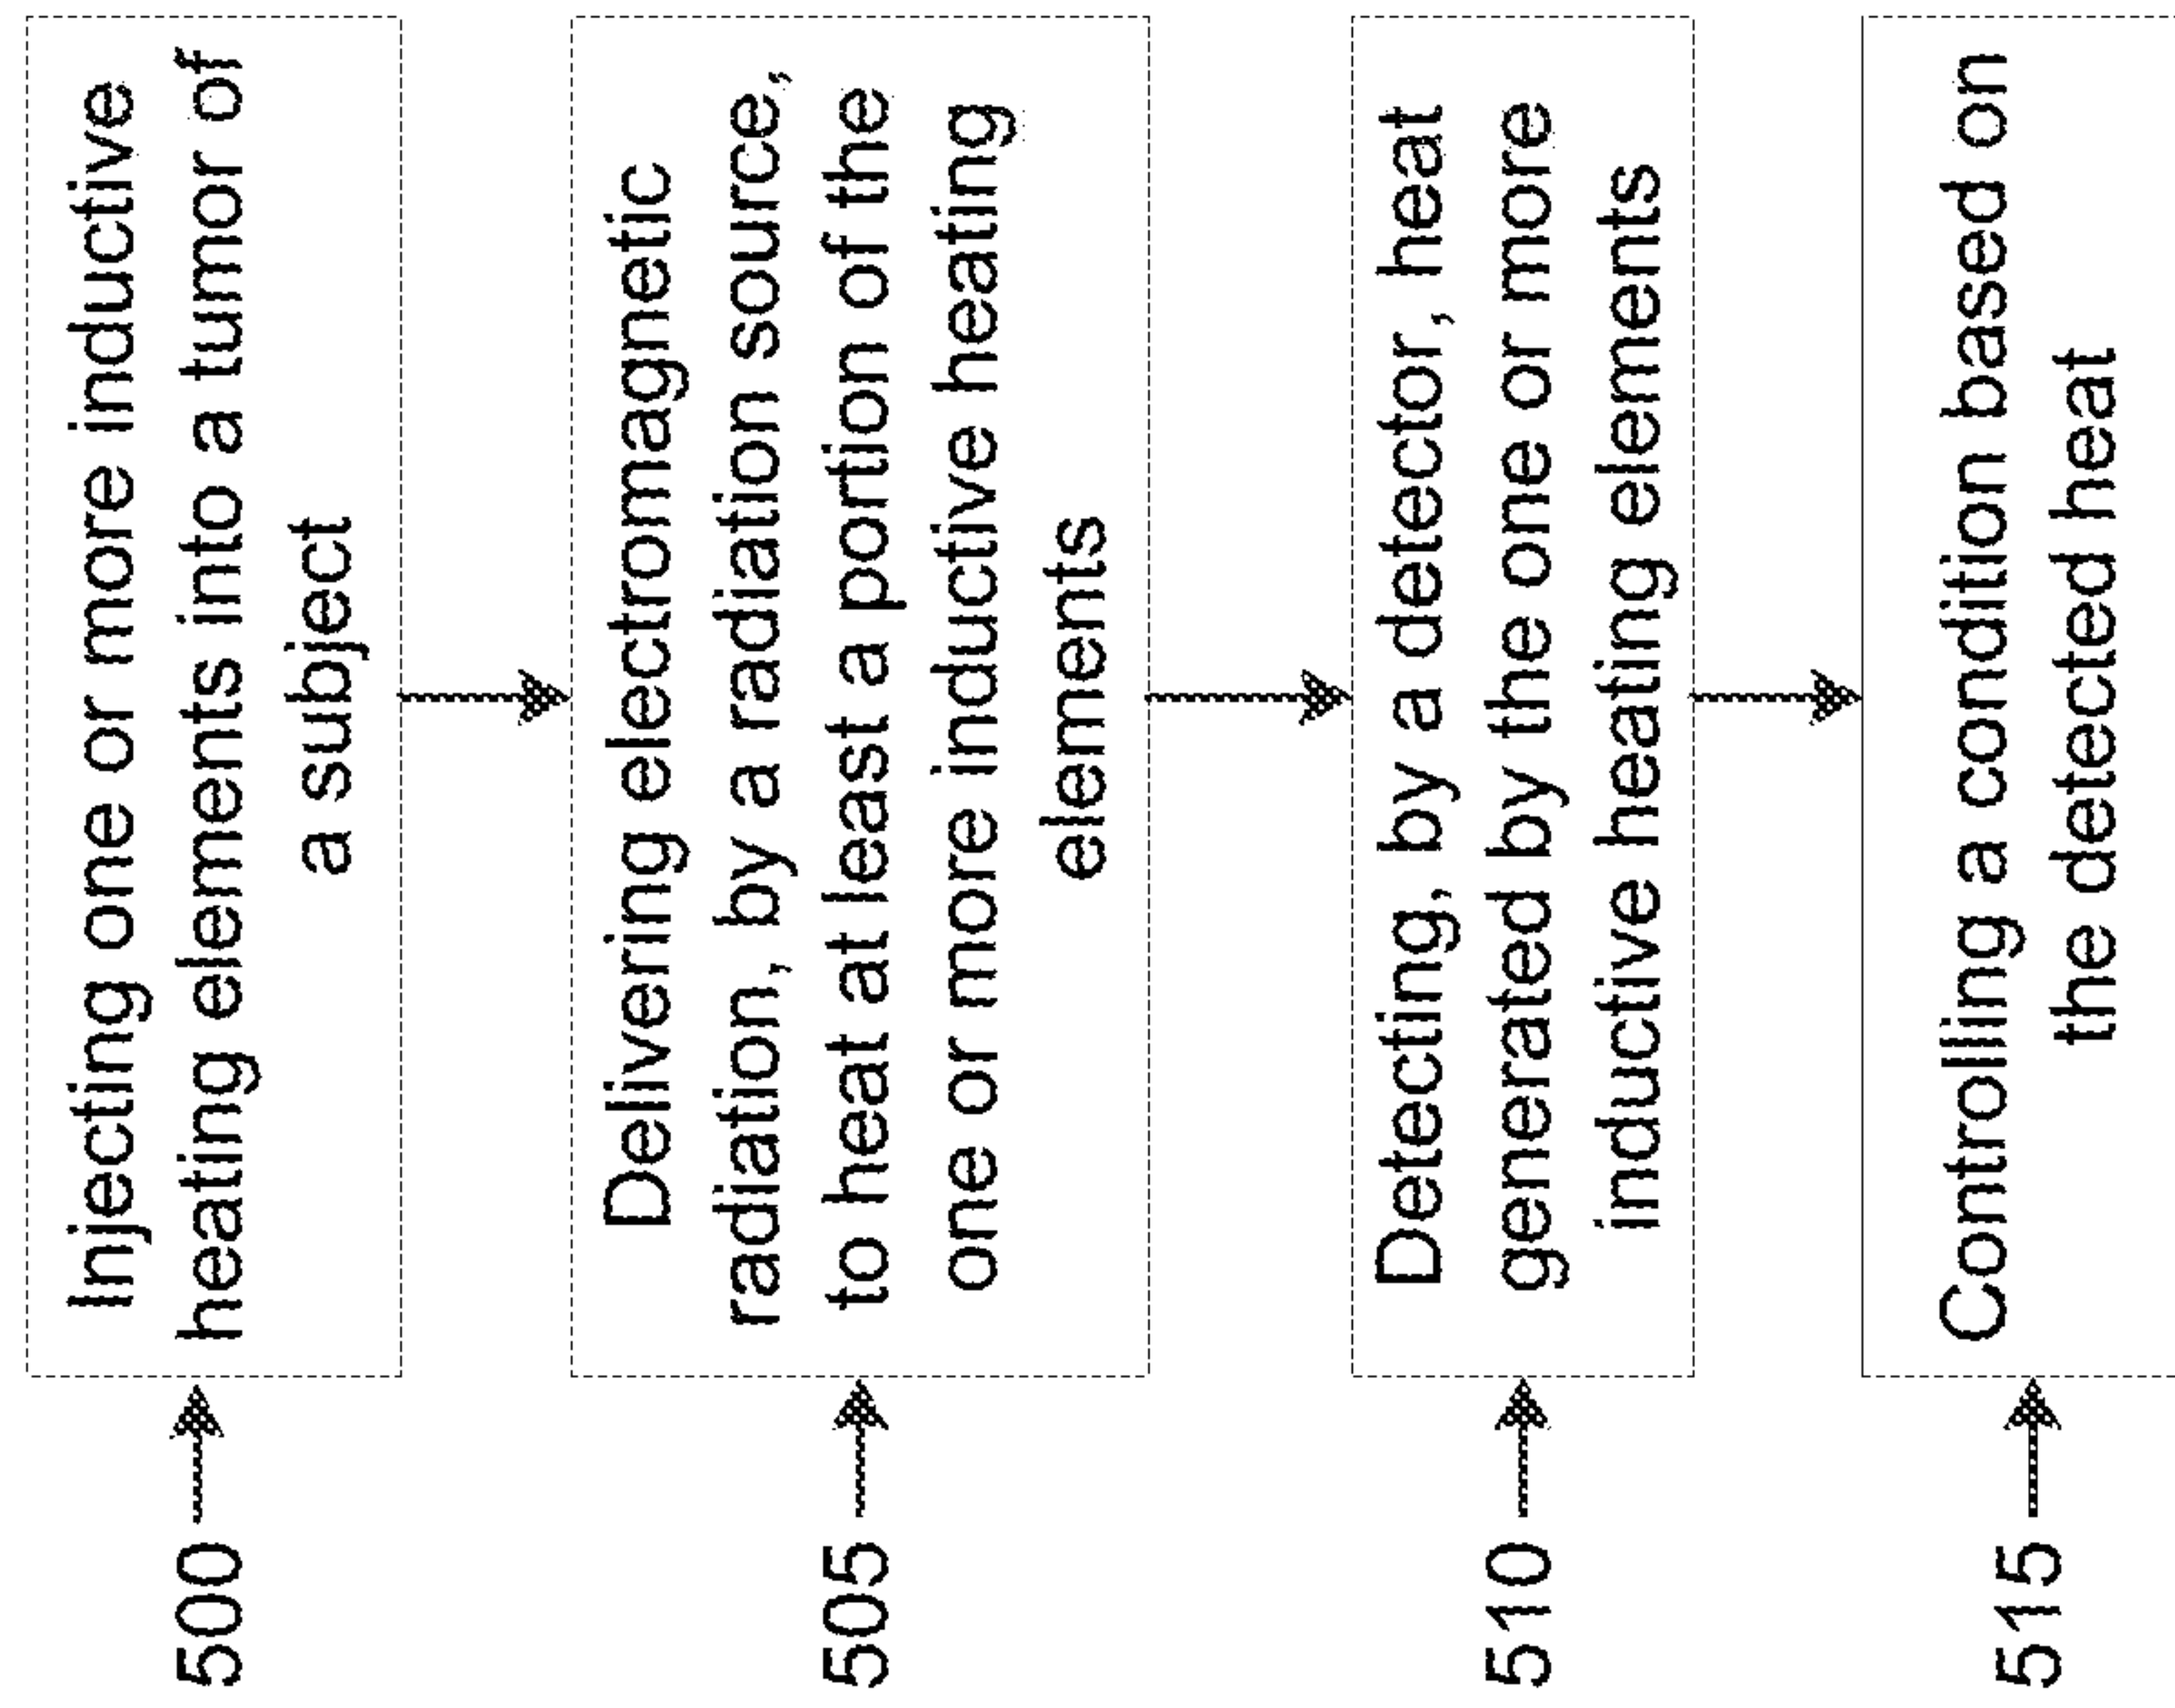 500
Injecting one or more inductive
heating elements into a tumor of
a subject
505
Delivering electromagnetic
radiation, by a radiation source,
to heat at least a portion of the
one or more inductive heating
elements
510
Detecting, by a detector, heat
generated by the one or more
inductive heating elements
515
Controlling a condition based on
the detected heat